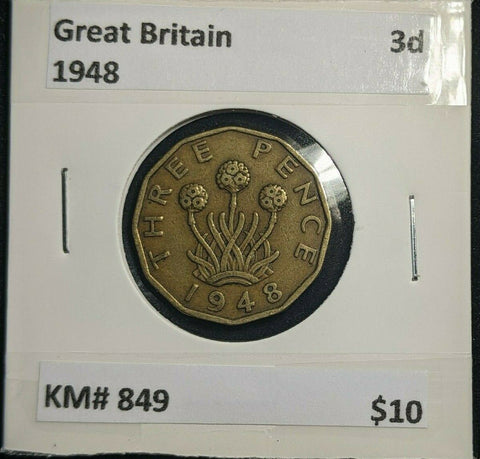 Great Britain 3d
1948
THREE PENCE
1948
KM# 849 $10